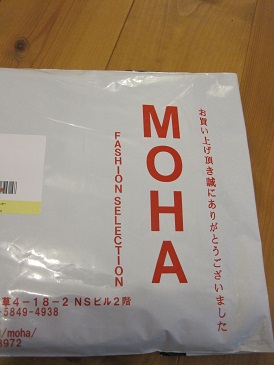 MOHA
FASHION SELECTION
お買い上げ頂き誠にありがとうございました
草4-18-2 NSビル2階
-5849-4938
/moha/
8972